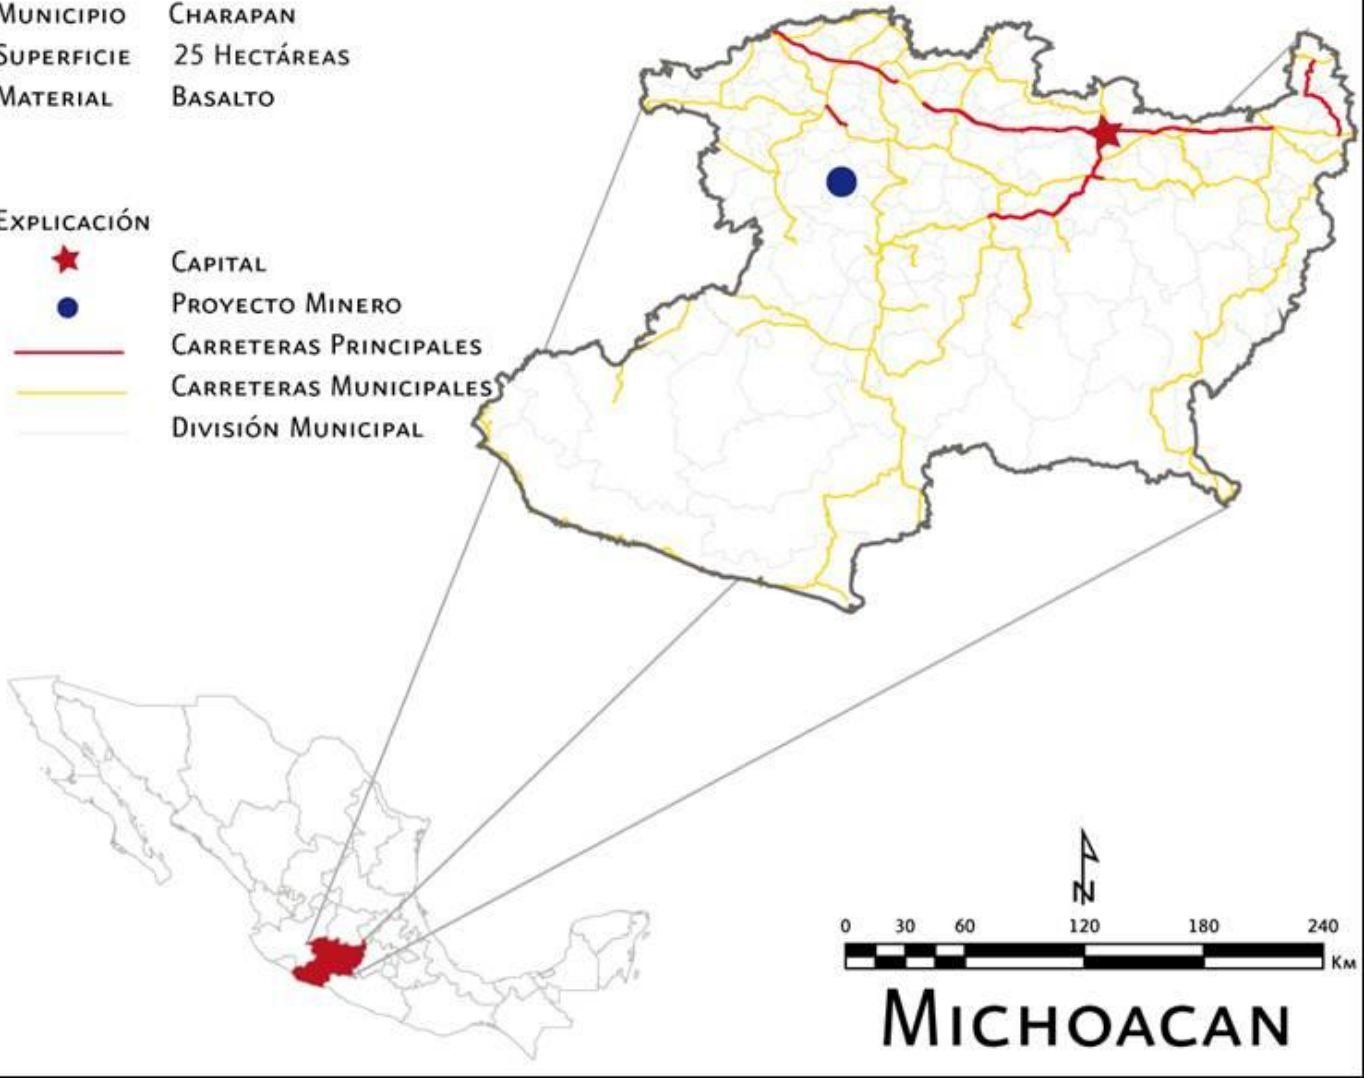 MUNICIPIO CHARAPAN
SUPERFICIE 25 HECTÁREAS
MATERIAL BASALTO
EXPLICACIÓN
CAPITAL
PROYECTO MINERO
CARRETERAS PRINCIPALES
CARRETERAS MUNICIPALES
DIVISIÓN MUNICIPAL
N
0 30 60 120 180 240
KM
MICHOACAN